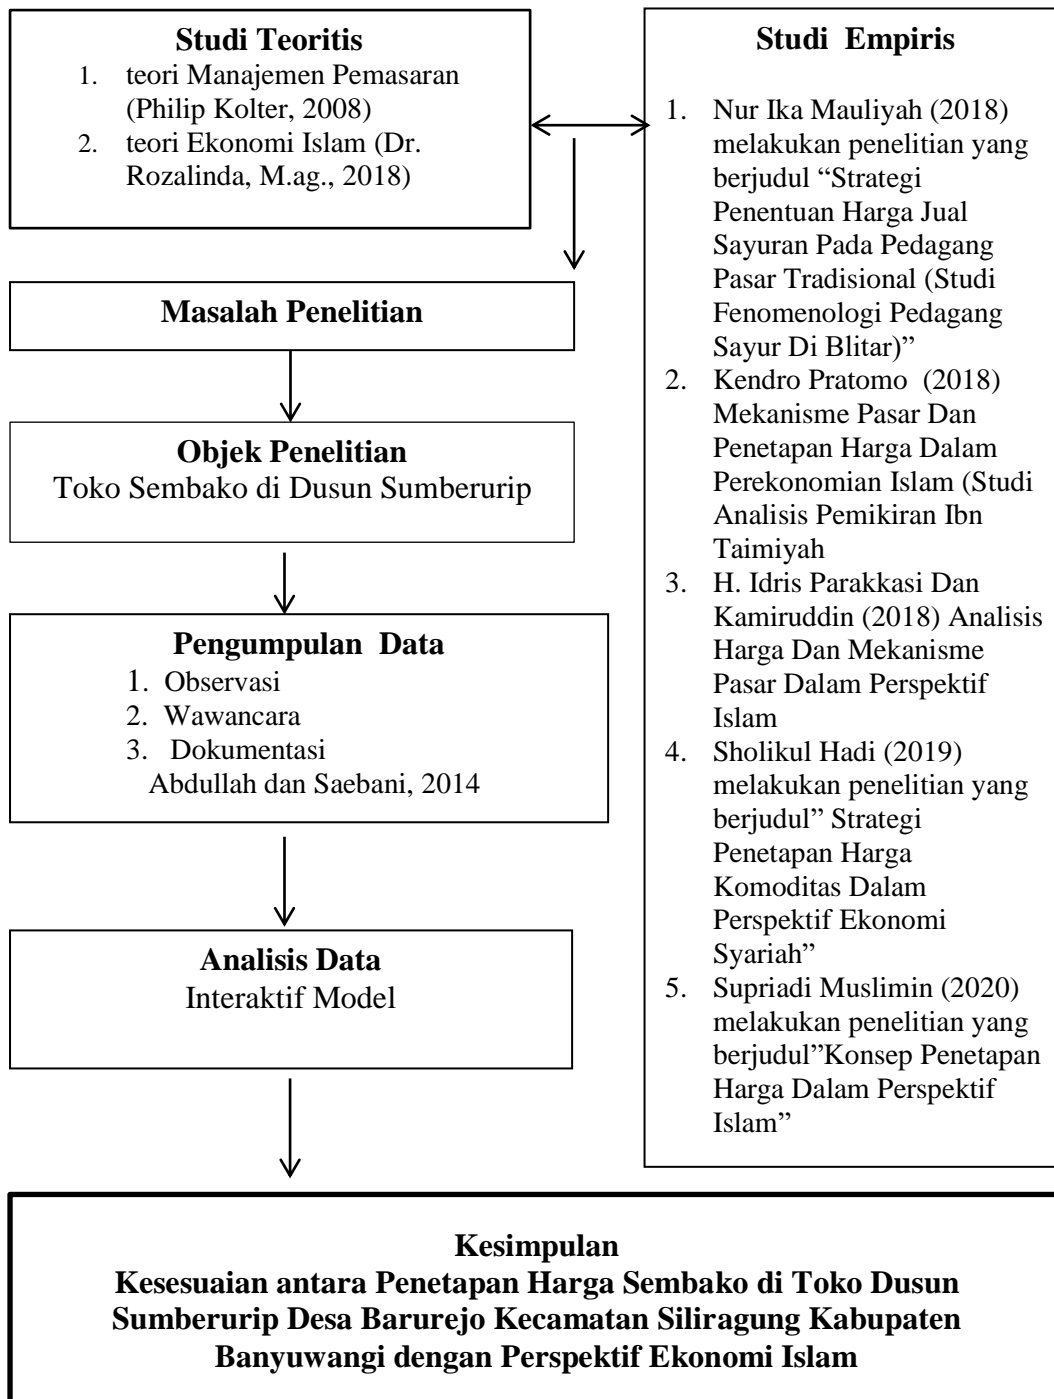 Studi Teoritis
1. teori Manajemen Pemasaran
(Philip Kolter, 2008)
2. teori Ekonomi Islam (Dr.
Rozalinda, M.ag., 2018)
Studi Empiris
1. Nur Ika Mauliyah (2018)
melakukan penelitian yang
berjudul “Strategi
Penentuan Harga Jual
Sayuran Pada Pedagang
Pasar Tradisional (Studi
Fenomenologi Pedagang
Sayur Di Blitar)”
2. Kendro Pratomo (2018)
Mekanisme Pasar Dan
Penetapan Harga Dalam
Perekonomian Islam (Studi
Analisis Pemikiran Ibn
Taimiyah
3. H. Idris Parakkasi Dan
Kamiruddin (2018) Analisis
Harga Dan Mekanisme
Pasar Dalam Perspektif
Islam
4. Sholikul Hadi (2019)
melakukan penelitian yang
berjudul” Strategi
Penetapan Harga
Komoditas Dalam
Perspektif Ekonomi
Syariah”
5. Supriadi Muslimin (2020)
melakukan penelitian yang
berjudul”Konsep Penetapan
Harga Dalam Perspektif
Islam”
Masalah Penelitian
Objek Penelitian
Toko Sembako di Dusun Sumberurip
Pengumpulan Data
1. Observasi
2. Wawancara
3. Dokumentasi
Abdullah dan Saebani, 2014
Analisis Data
Interaktif Model
Kesimpulan
Kesesuaian antara Penetapan Harga Sembako di Toko Dusun
Sumberurip Desa Barurejo Kecamatan Siliragung Kabupaten
Banyuwangi dengan Perspektif Ekonomi Islam